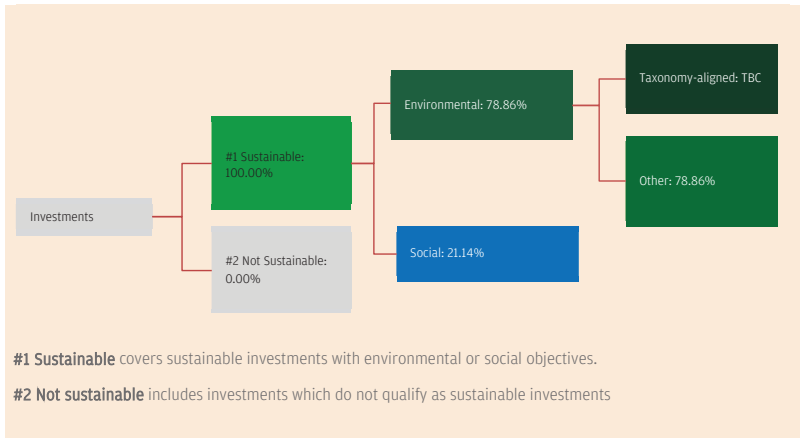 Investments
#1 Sustainable:
100.00%
#2 Not Sustainable:
0.00%
Environmental: 78.86%
Social: 21.14%
Taxonomy-aligned: TBC
Other: 78.86%
#1 Sustainable covers sustainable investments with environmental or social objectives.
#2 Not sustainable includes investments which do not qualify as sustainable investments